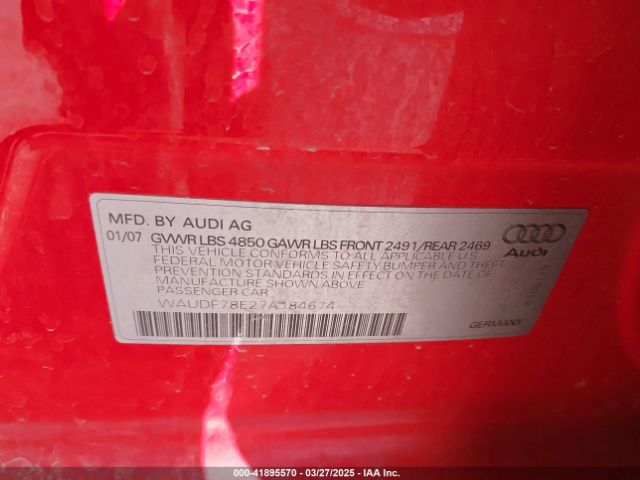 MFD. BY AUDI AG
01/07 GVWR LBS 4850 GAWR LBS FRONT 2491/REAR 2469
THIS VEHICLE CONFORMS TO ALL APPLICABLE U.S.
FEDERAL MOTOR VEHICLE SAFETY BUMPER AND THEFT
PREVENTION STANDARDS IN EFFECT ON THE DATE OF
MANUFACTURE SHOWN ABOVE
PASSENGER CAR
WAUDF78E27A184674
Audi
GERMANY
000-41895570 | 03/27/2025 | IAA Inc.